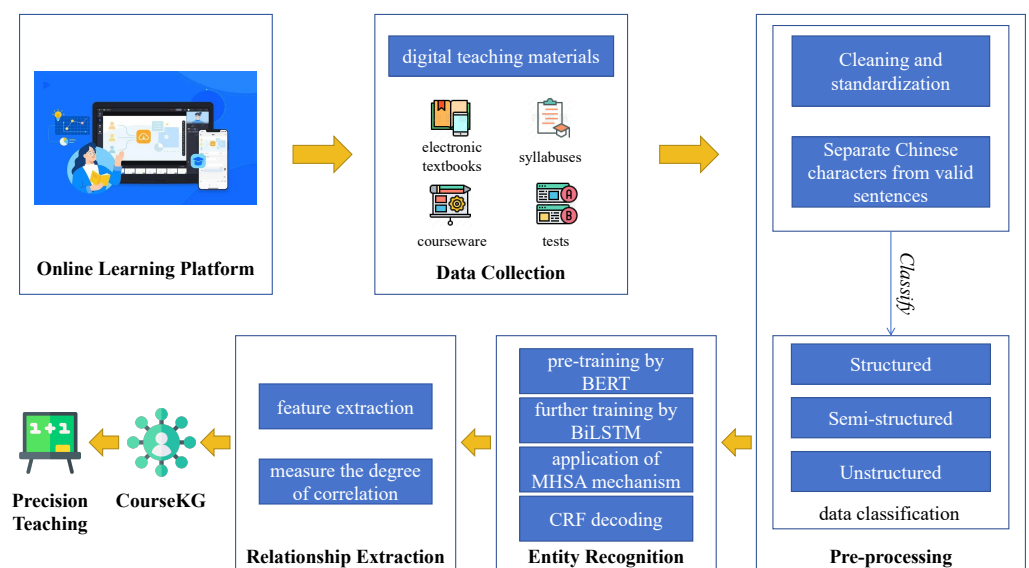 Online Learning Platform
digital teaching materials
electronic
textbooks
syllabuses
courseware
tests
A
B
Data Collection
Cleaning and
standardization
Separate Chinese
characters from valid
sentences
Classify
Structured
Semi-structured
Unstructured
data classification
Pre-processing
pre-training by
BERT
further training by
BiLSTM
application of
MHSA mechanism
CRF decoding
Entity Recognition
feature extraction
measure the degree
of correlation
Relationship Extraction
CourseKG
1+1
Precision
Teaching